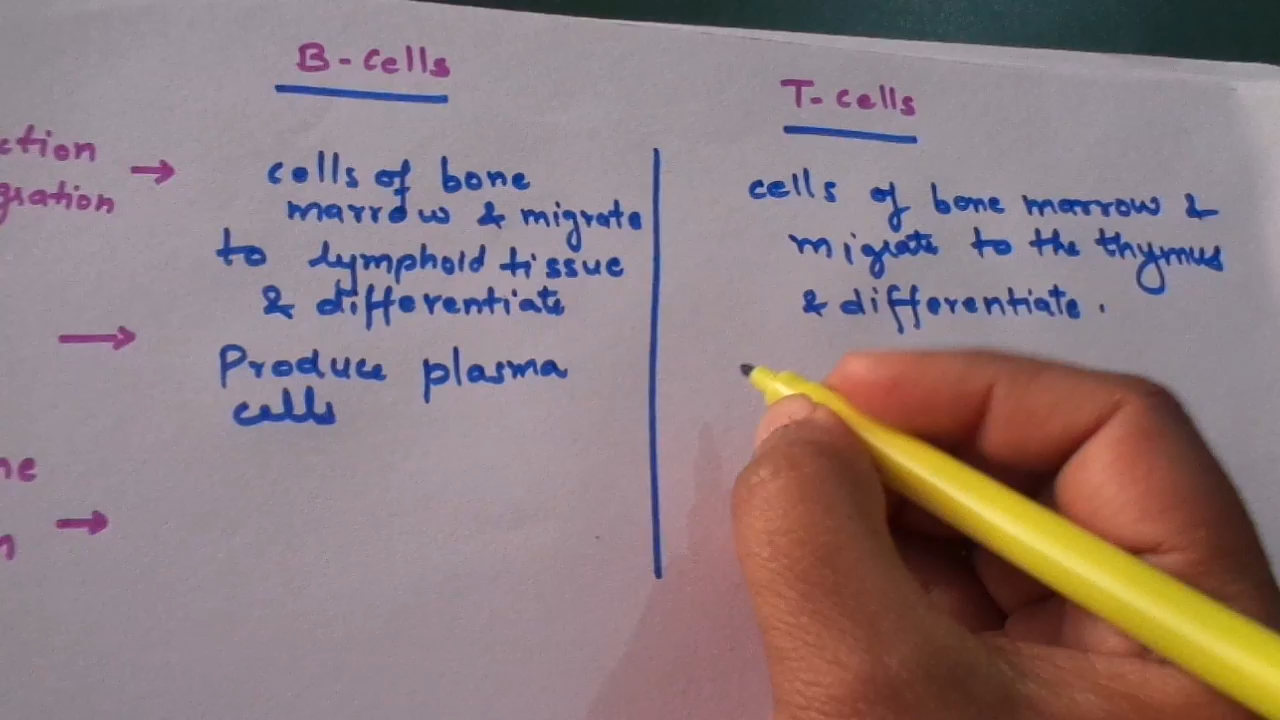 B-cells
T-cells
ction
gration
cells of bone
marrow & migrate
to lymphoid tissue
& differentiate
Produce plasma
cells
cells of bone marrow &
migrate to the thymus
& differentiate.
ne
n